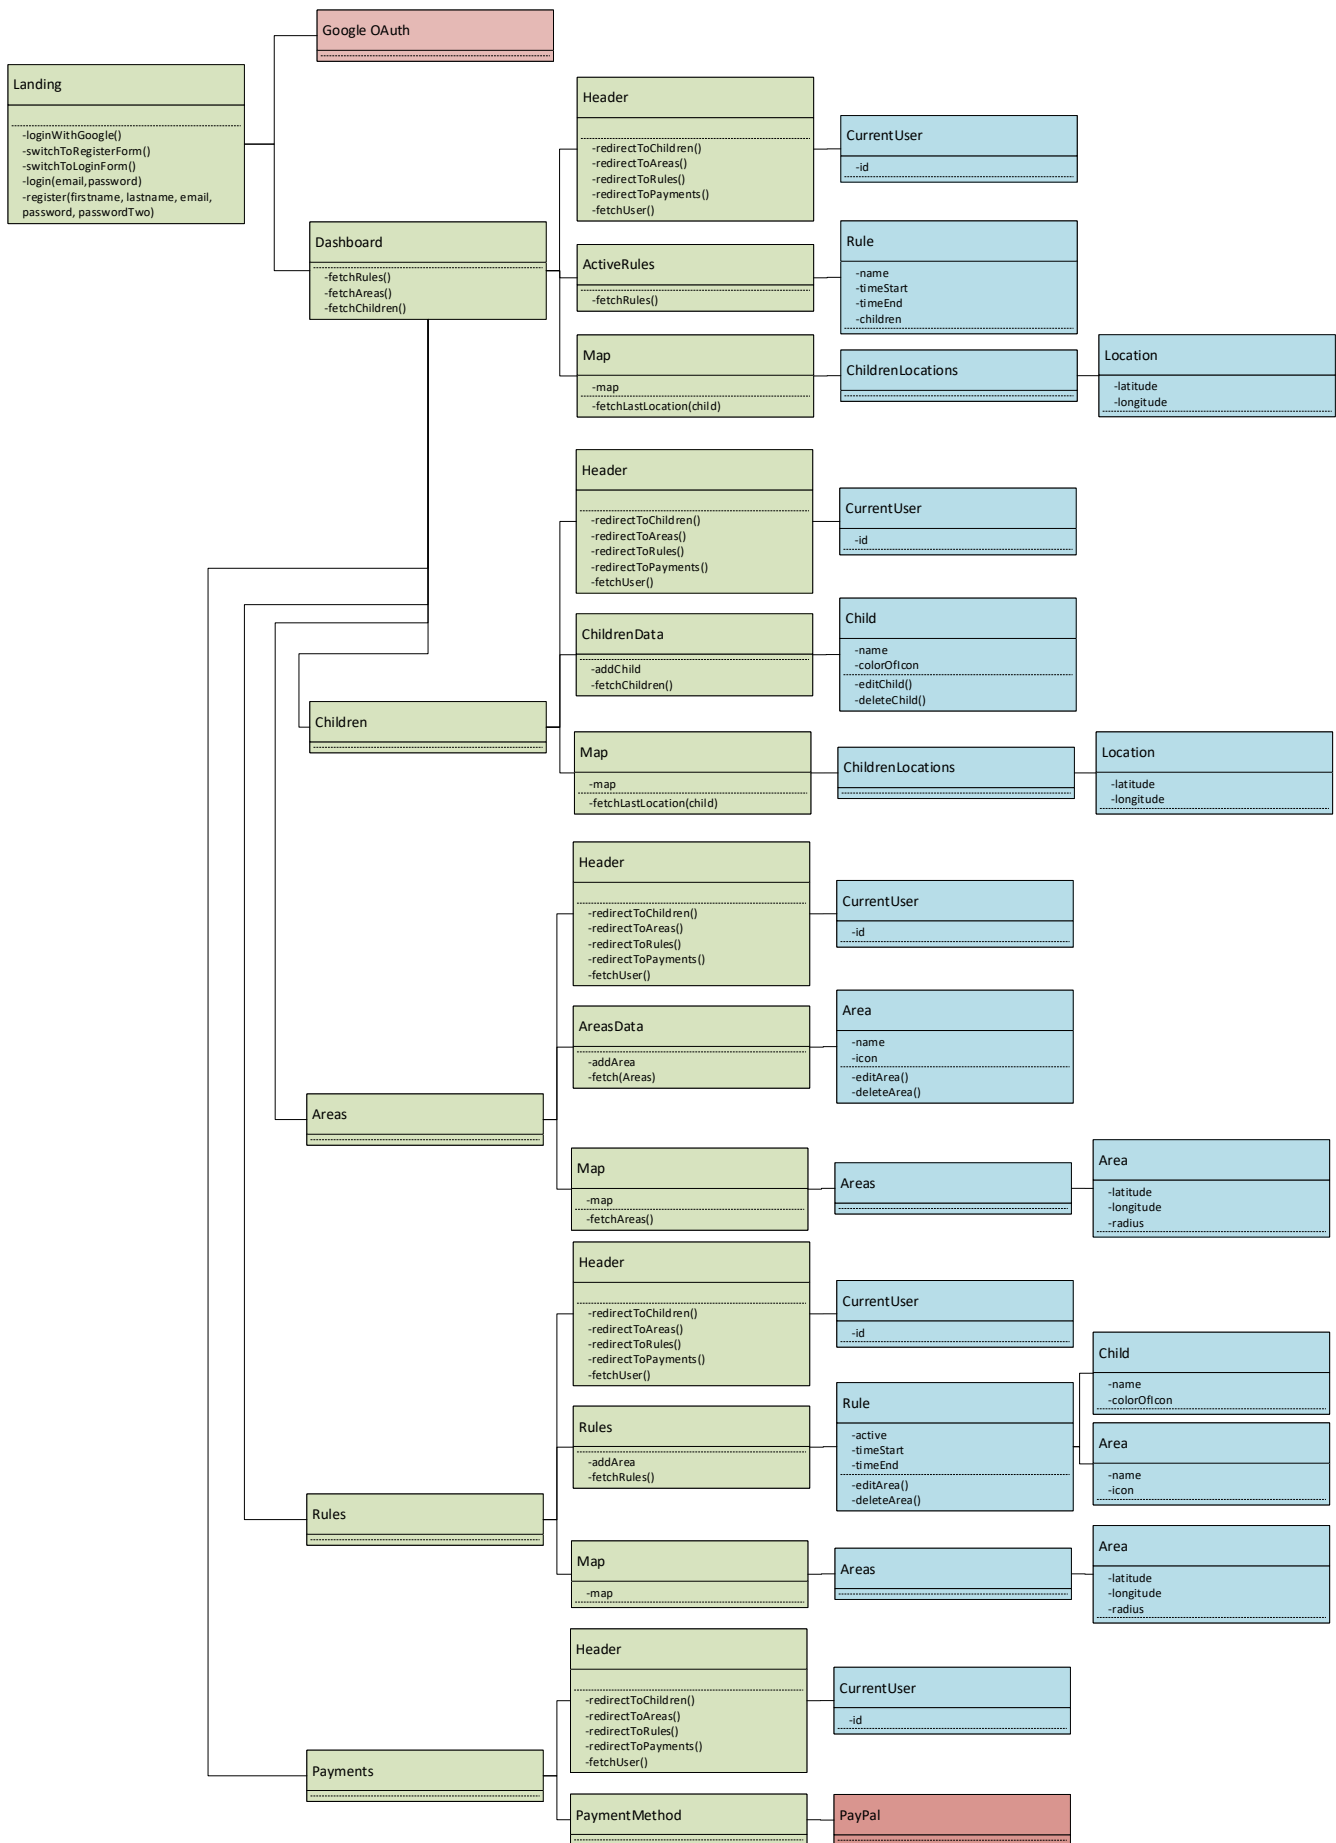 Google OAuth
Landing
-loginWithGoogle()
-switchToRegisterForm()
-switchToLoginForm()
-login(email,password)
-register(firstname, lastname, email,
password, passwordTwo)
Dashboard
-fetchRules()
-fetchAreas()
-fetchChildren()
Header
-redirectToChildren()
-redirectToAreas()
-redirectToRules()
-redirectToPayments()
-fetchUser()
CurrentUser
-id
ActiveRules
-fetchRules()
Rule
-name
-timeStart
-timeEnd
-children
Map
-map
-fetchLastLocation(child)
ChildrenLocations
Location
-latitude
-longitude
Children
Header
-redirectToChildren()
-redirectToAreas()
-redirectToRules()
-redirectToPayments()
-fetchUser()
CurrentUser
-id
ChildrenData
-addChild
-fetchChildren()
Child
-name
-colorOfIcon
-editChild()
-deleteChild()
Map
-map
-fetchLastLocation(child)
ChildrenLocations
Location
-latitude
-longitude
Areas
Header
-redirectToChildren()
-redirectToAreas()
-redirectToRules()
-redirectToPayments()
-fetchUser()
CurrentUser
-id
AreasData
-addArea
-fetch(Areas)
Area
-name
-icon
-editArea()
-deleteArea()
Map
-map
-fetchAreas()
Areas
Area
-latitude
-longitude
-radius
Rules
Header
-redirectToChildren()
-redirectToAreas()
-redirectToRules()
-redirectToPayments()
-fetchUser()
CurrentUser
-id
Rules
-addArea
-fetchRules()
Rule
-active
-timeStart
-timeEnd
-editArea()
-deleteArea()
Child
-name
-colorOfIcon
Area
-name
-icon
Map
-map
Areas
Area
-latitude
-longitude
-radius
Payments
Header
-redirectToChildren()
-redirectToAreas()
-redirectToRules()
-redirectToPayments()
-fetchUser()
CurrentUser
-id
PaymentMethod
PayPal